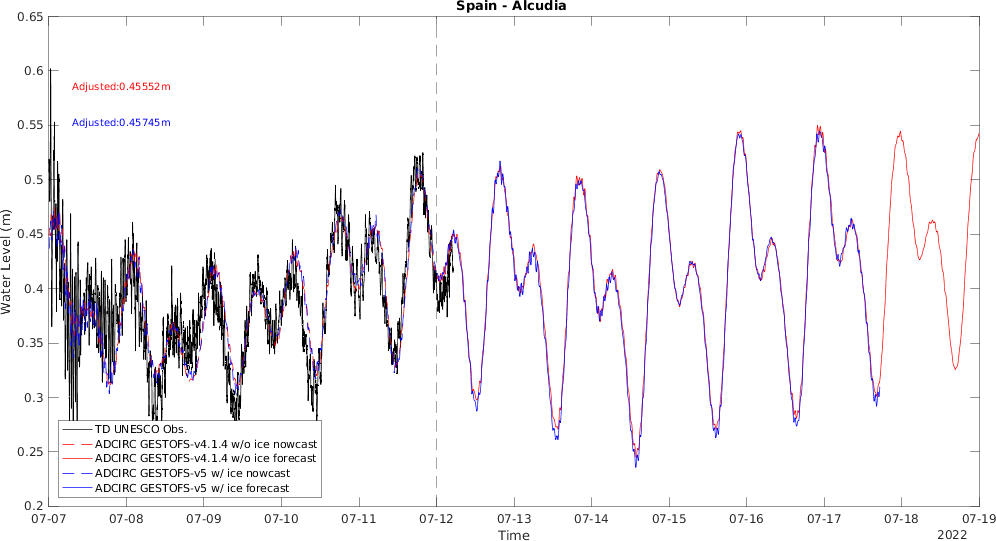 Spain - Alcudia
0.65
0.6
0.55
0.5
0.45
0.4
0.35
0.3
0.25
0.2
Water Level (m)
Adjusted:0.45552m
Adjusted:0.45745m
TD UNESCO Obs.
ADCIRC GESTOFS-v4.1.4 w/o ice nowcast
ADCIRC GESTOFS-v4.1.4 w/o ice forecast
ADCIRC GESTOFS-v5 w/ ice nowcast
ADCIRC GESTOFS-v5 w/ ice forecast
07-07 07-08 07-09 07-10 07-11 07-12 07-13 07-14 07-15 07-16 07-17 07-18 07-19
Time
2022